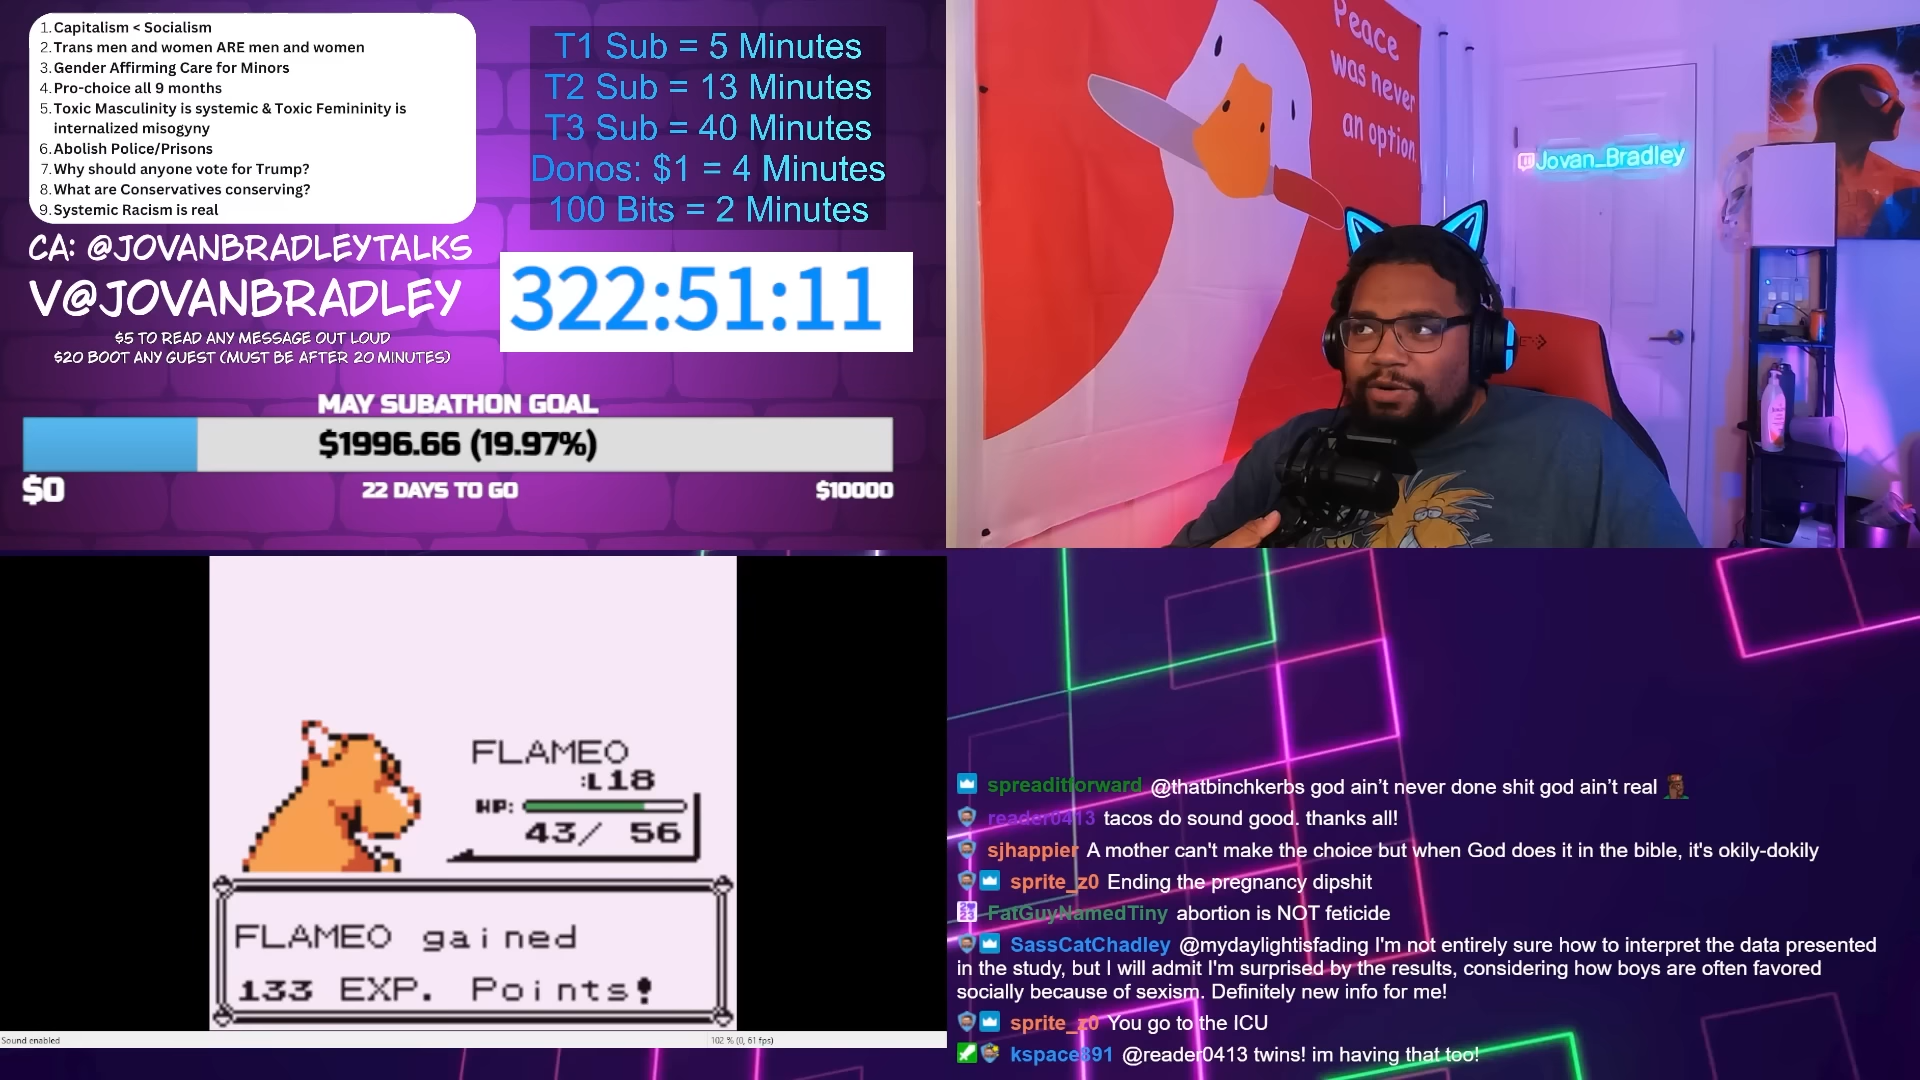 1. Capitalism < Socialism
2. Trans men and women ARE men and women
3. Gender Affirming Care for Minors
4. Pro-choice all 9 months
5. Toxic Masculinity is systemic & Toxic Femininity is
internalized misogyny
6. Abolish Police/Prisons
7. Why should anyone vote for Trump?
8. What are Conservatives conserving?
9. Systemic Racism is real
CA: @JOVANBRADLEYTALKS
V@JOVANBRADLEY
$5 TO READ ANY MESSAGE OUT LOUD
$20 BOOT ANY GUEST (MUST BE AFTER 20 MINUTES)
T1 Sub = 5 Minutes
T2 Sub = 13 Minutes
T3 Sub = 40 Minutes
Donos: $1 = 4 Minutes
100 Bits = 2 Minutes
322:51:11
MAY SUBATHON GOAL
$1996.66 (19.97%)
$0
22 DAYS TO GO
$10000
Peace
was never
an option.
Jovan_Bradley
FLAMEO
:L18
HP:
43/ 56
FLAMEO gained
133 EXP. Points!
Sound enabled
102 % (0, 61 fps)
spreaditforward @thatbinchkerbs god ain't never done shit god ain't real
reader0413 tacos do sound good. thanks all!
sjhappier A mother can't make the choice but when God does it in the bible, it's okily-dokily
sprite_z0 Ending the pregnancy dipshit
FatGuyNamedTiny abortion is NOT feticide
SassCatChadley @mydaylightisfading I'm not entirely sure how to interpret the data presented
in the study, but I will admit I'm surprised by the results, considering how boys are often favored
socially because of sexism. Definitely new info for me!
sprite_z0 You go to the ICU
kspace891 @reader0413 twins! im having that too!